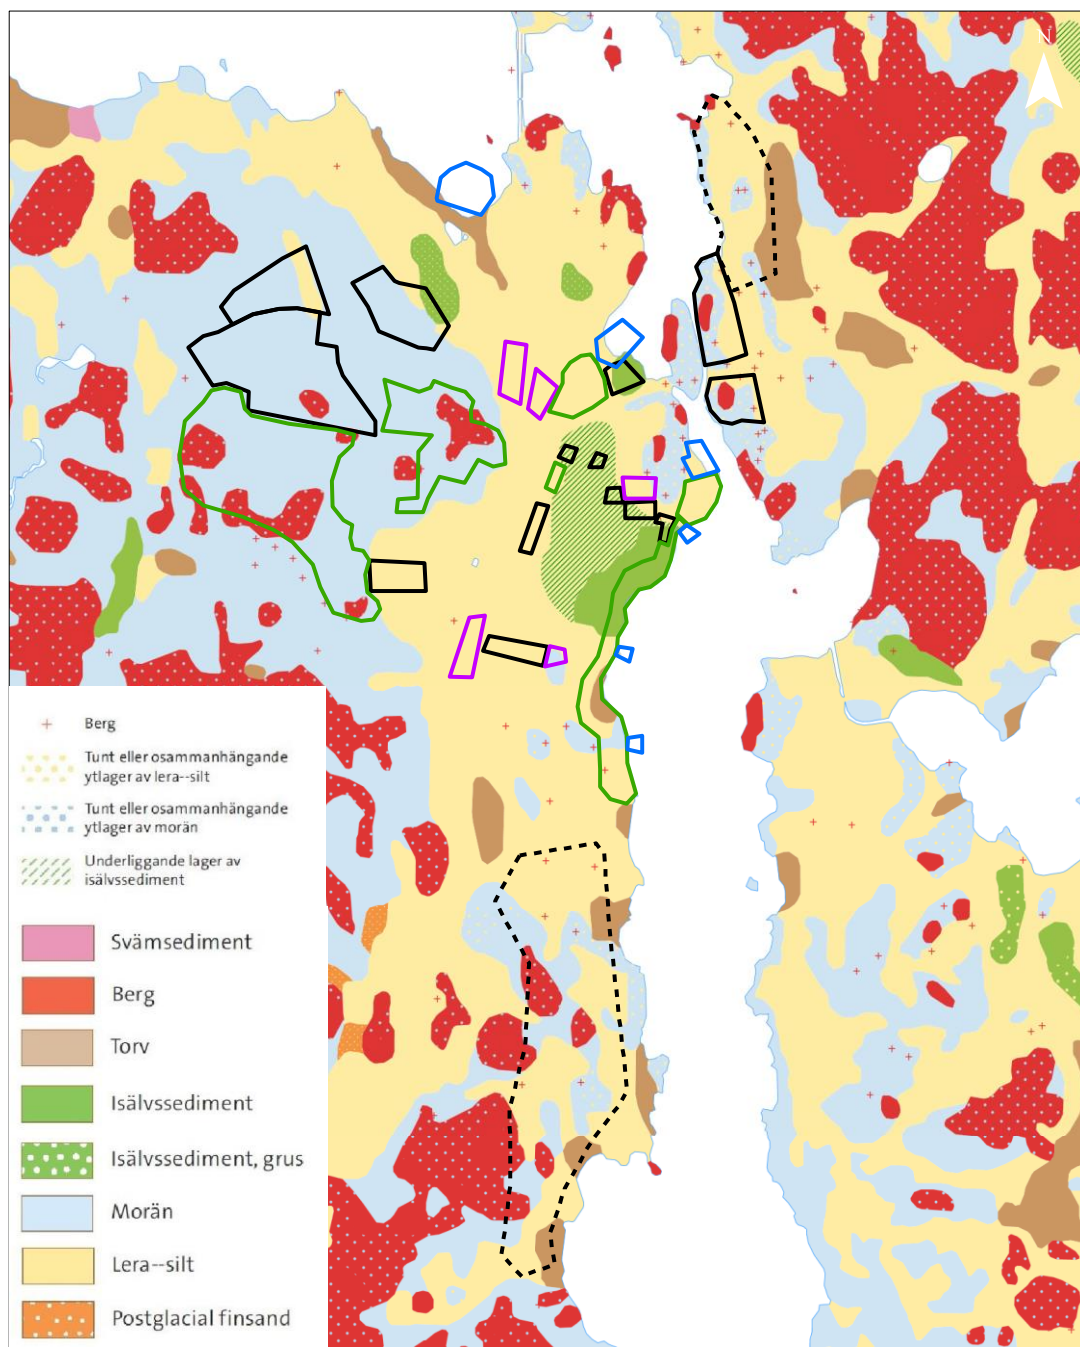 N
Berg
Tunt eller osammanhängande
ytlager av lera--silt
Tunt eller osammanhängande
ytlager av morän
Underliggande lager av
isälvssediment
Svämsediment
Berg
Torv
Isälvssediment
Isälvssediment, grus
Morän
Lera--silt
Postglacial finsand